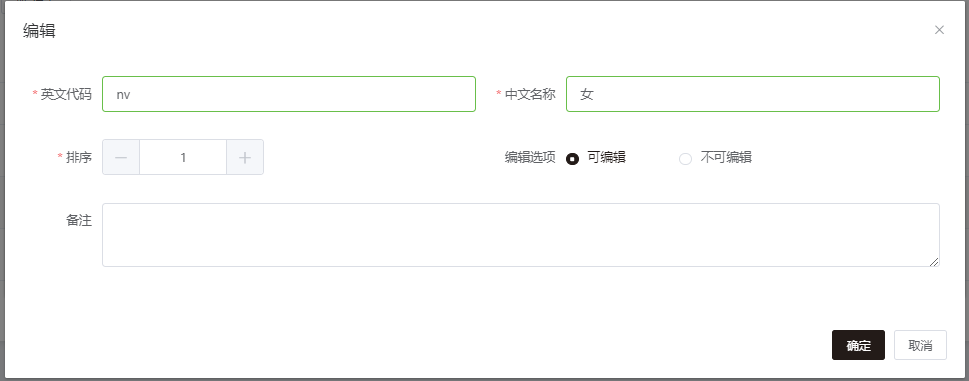 编辑
* 英文代码 nv * 中文名称 女
* 排序 1 编辑选项 可编辑 不可编辑
备注
确定 取消